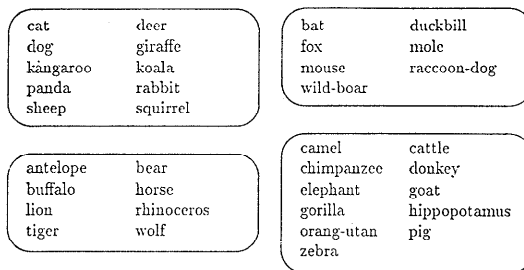 cat deer
dog giraffe
kangaroo koala
panda rabbit
sheep squirrel
bat duckbill
fox mole
mouse raccoon-dog
wild-boar
antelope bear
buffalo horse
lion rhinoceros
tiger wolf
camel cattle
chimpanzee donkey
elephant goat
gorilla hippopotamus
orang-utan pig
zebra